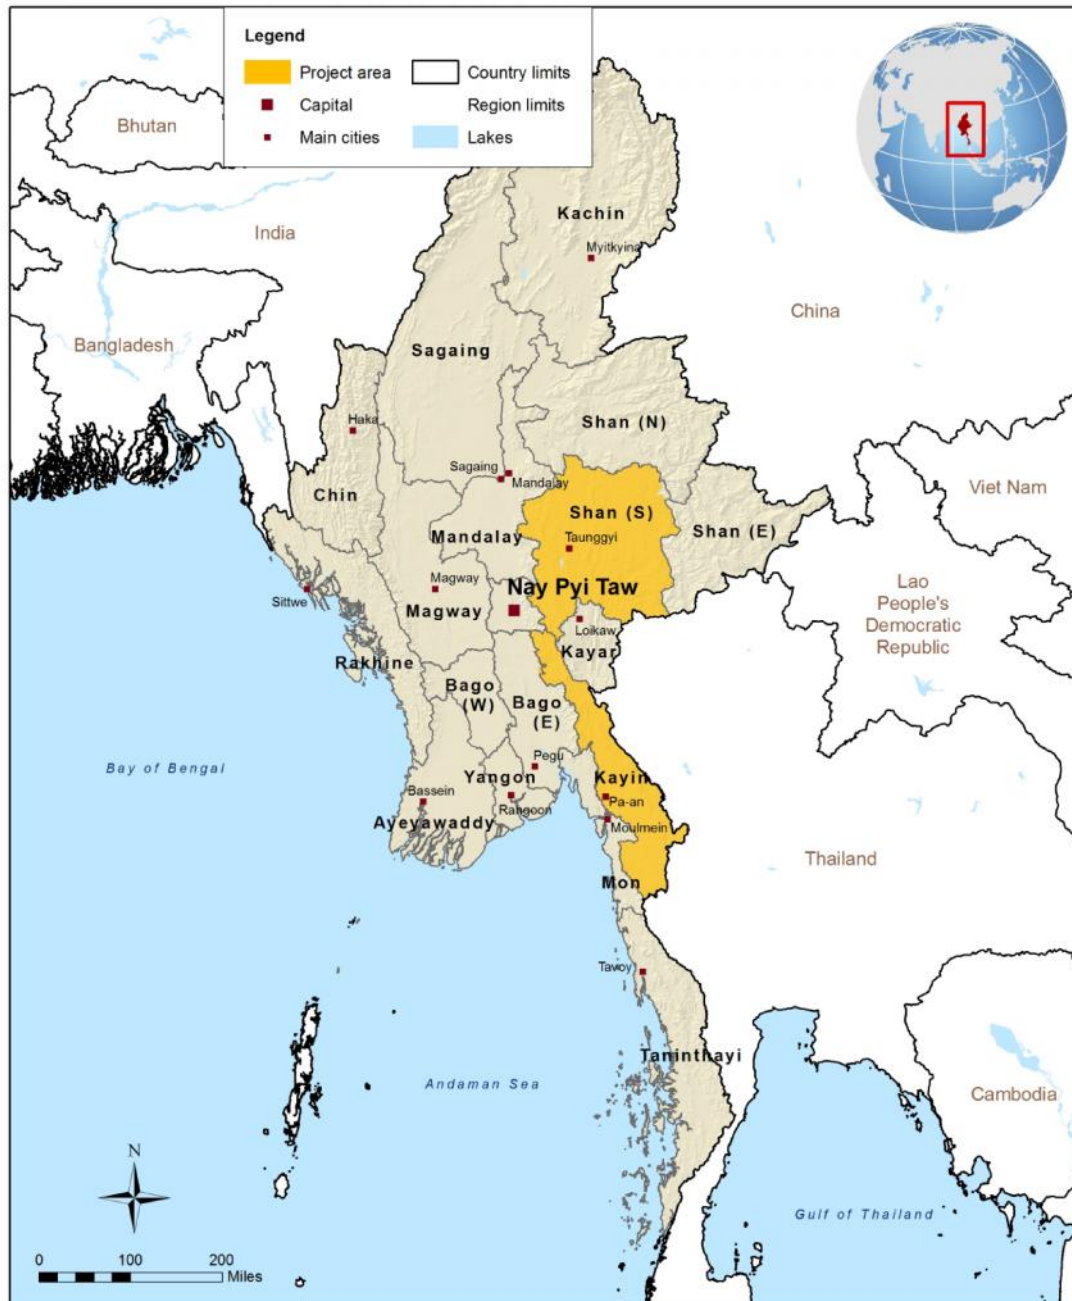 Legend
Project area
Country limits
Capital
Region limits
Main cities
Lakes
Bhutan
India
Kachin
Myitkyina
China
Bangladesh
Sagaing
Haka
Shan (N)
Sagaing
Mandalay
Viet Nam
Chin
Shan (S)
Shan (E)
Mandalay
Taunggyi
Magway
Nay Pyi Taw
Lao
People's
Democratic
Republic
Sittwe
Magway
Loikaw
Kayar
Rakhine
Bago
(W)
Bago
(E)
Pegu
Bay of Bengal
Yangon
Kayin
Bassein
Rangoon
Pa-an
Ayeyawaddy
Moulmein
Thailand
Mon
Tavoy
Taninthayi
Andaman Sea
Cambodia
N
Gulf of Thailand
0 100 200
Miles